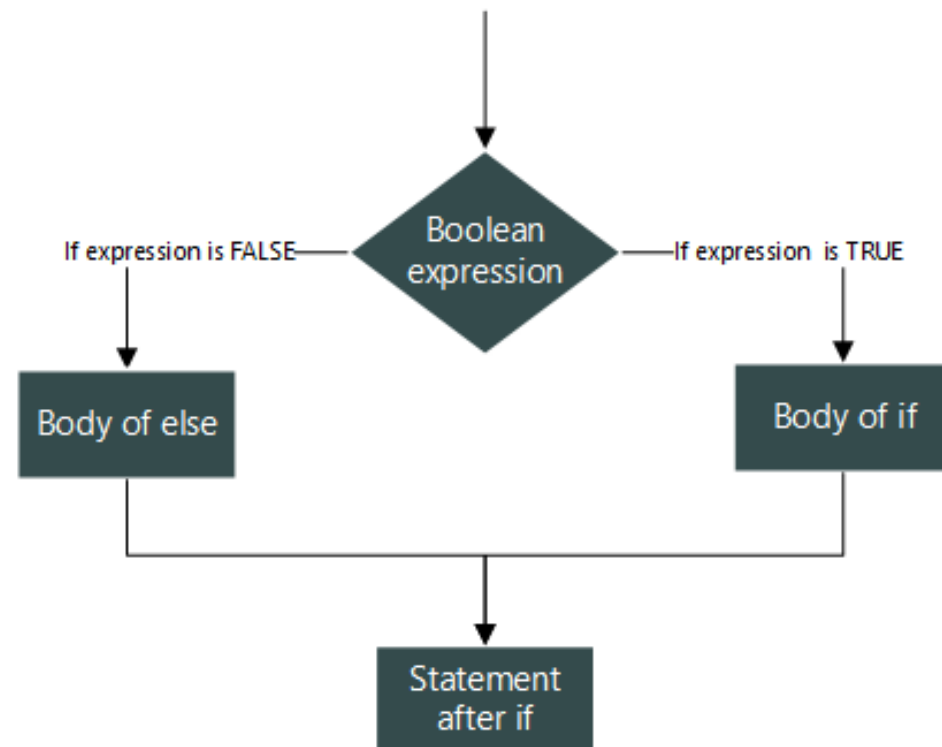 Boolean
expression
If expression is FALSE
If expression  is TRUE
Body of else
Body of if
Statement
after if